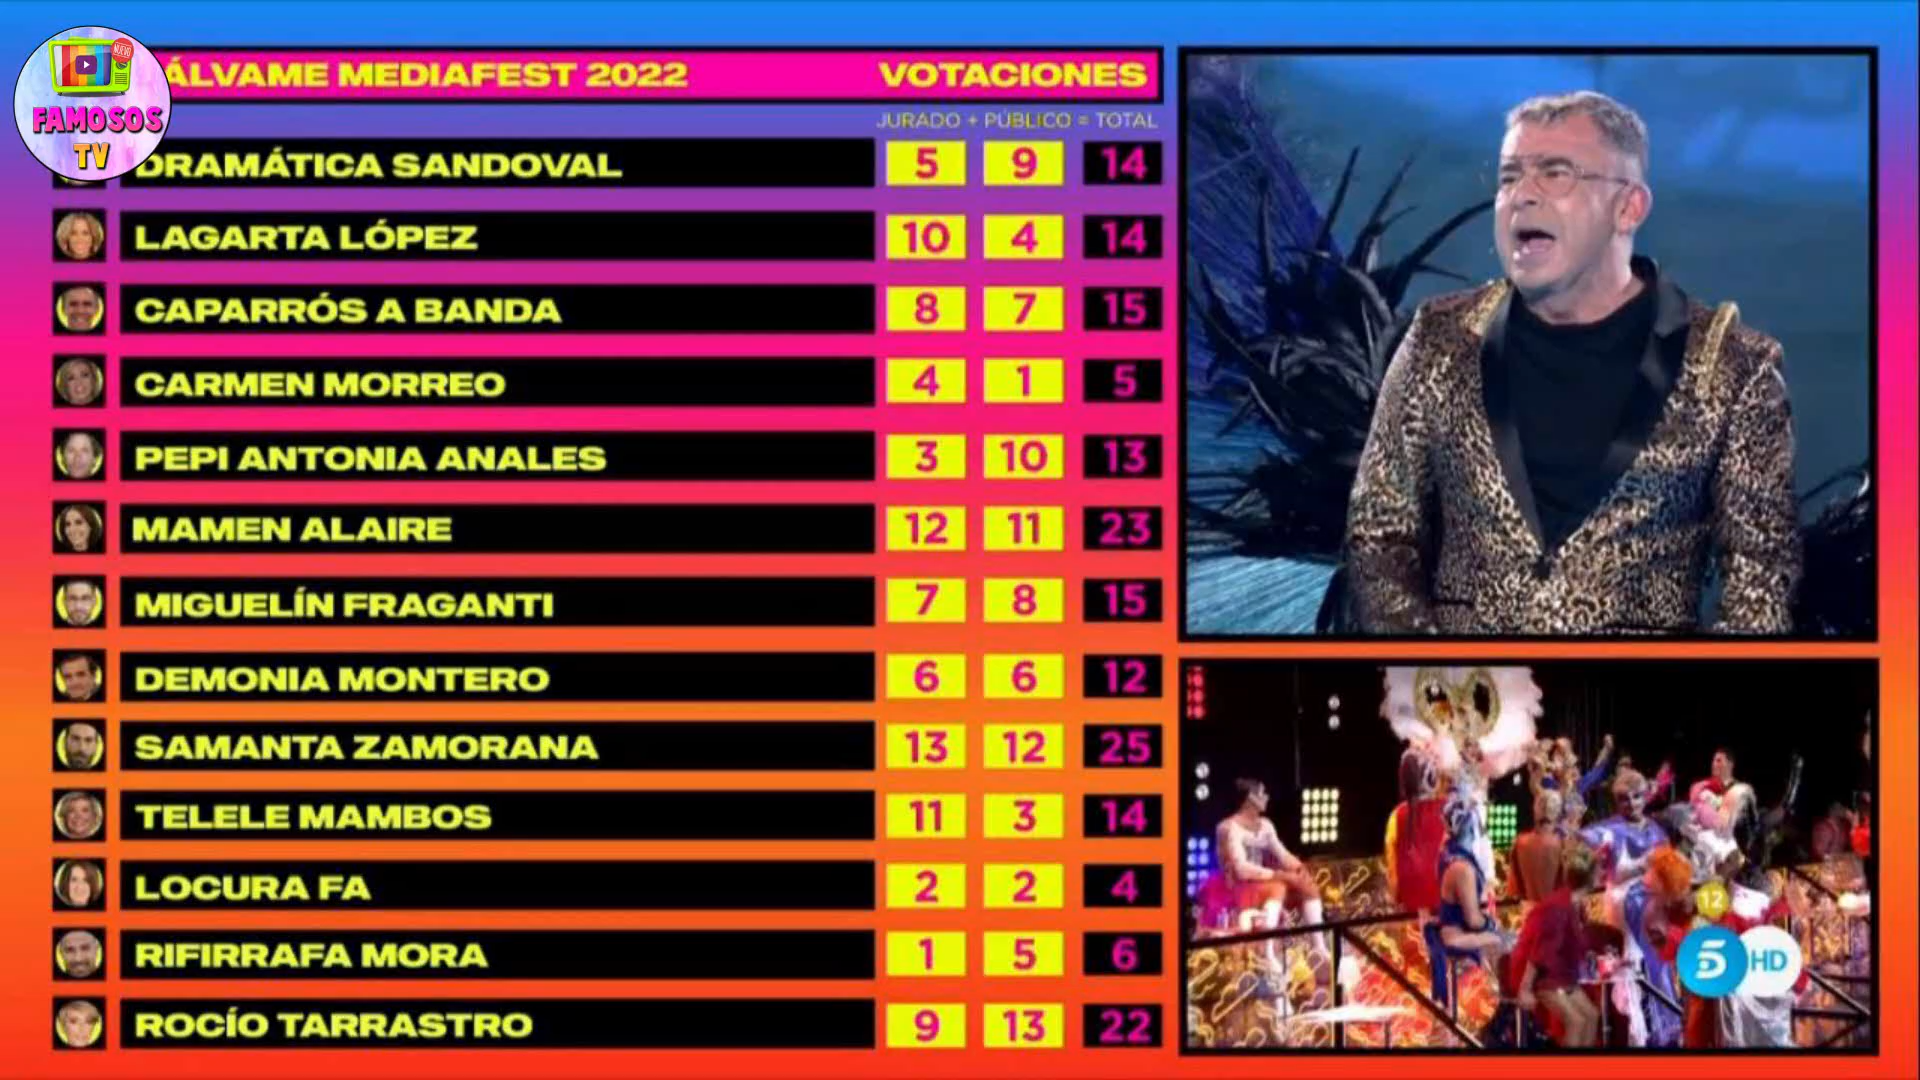 NUEVO
FAMOSOS
TV
ÁLVAME MEDIAFEST 2022 VOTACIONES
JURADO + PÚBLICO = TOTAL
DRAMÁTICA SANDOVAL 5 9 14
LAGARTA LÓPEZ 10 4 14
CAPARRÓS A BANDA 8 7 15
CARMEN MORREO 4 1 5
PEPI ANTONIA ANALES 3 10 13
MAMEN ALAIRE 12 11 23
MIGUELÍN FRAGANTI 7 8 15
DEMONIA MONTERO 6 6 12
SAMANTA ZAMORANA 13 12 25
TELELE MAMBOS 11 3 14
LOCURA FA 2 2 4
RIFIRRAFA MORA 1 5 6
ROCÍO TARRASTRO 9 13 22
12
5 HD